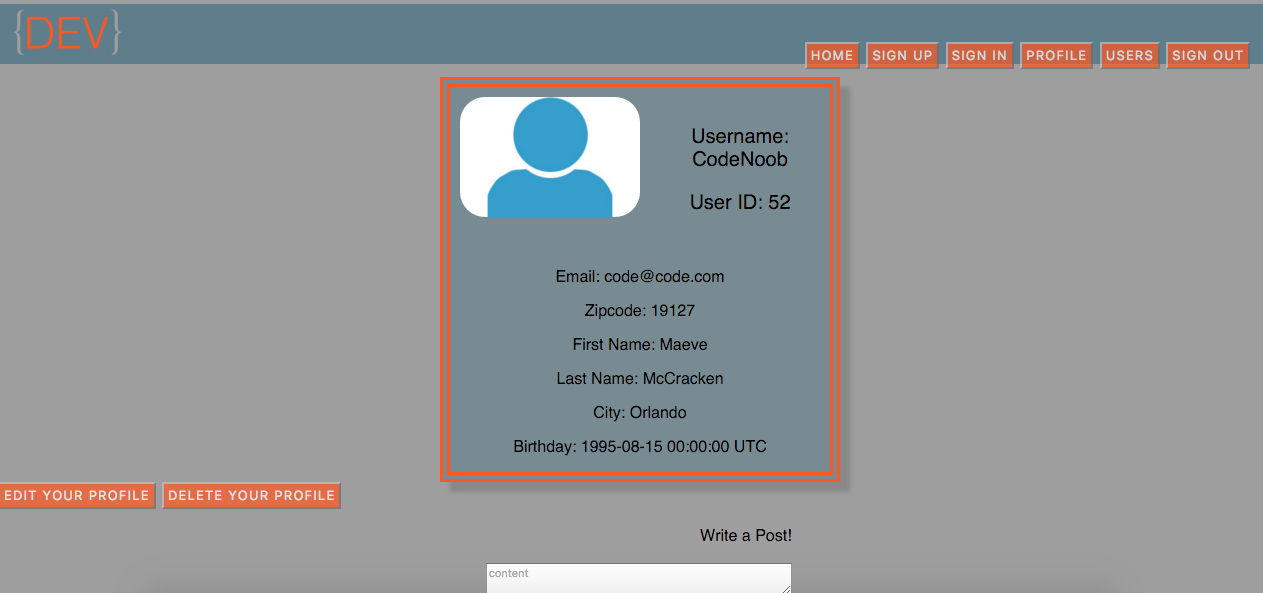 {DEV}
HOME SIGN UP SIGN IN PROFILE USERS SIGN OUT
Username:
CodeNoob
User ID: 52
Email: code@code.com
Zipcode: 19127
First Name: Maeve
Last Name: McCracken
City: Orlando
Birthday: 1995-08-15 00:00:00 UTC
EDIT YOUR PROFILE DELETE YOUR PROFILE
Write a Post!
content